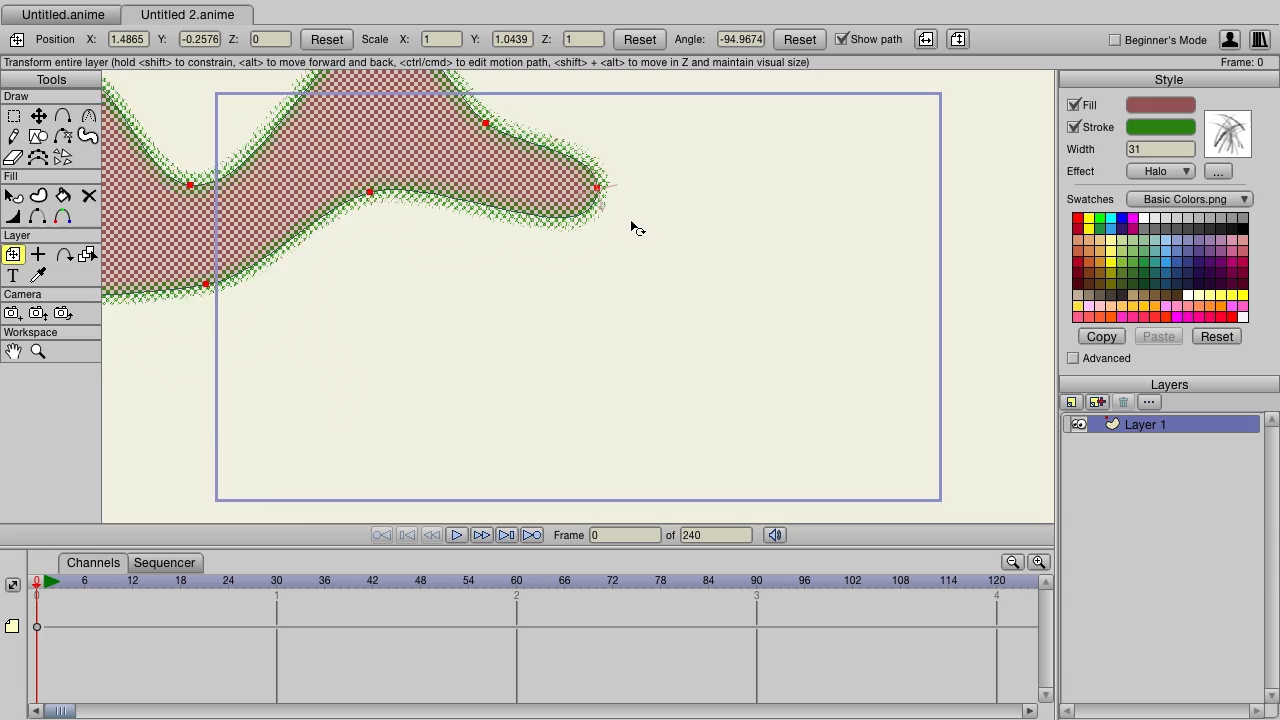 Untitled.anime
Untitled 2.anime
Position X: 1.4865 Y: -0.2576 Z: 0 Reset Scale X: 1 Y: 1.0439 Z: 1 Reset Angle: -94.9674 Reset Show path Beginner's Mode
Transform entire layer (hold <shift> to constrain, <alt> to move forward and back, <ctrl/cmd> to edit motion path, <shift> + <alt> to move in Z and maintain visual size) Frame: 0
Tools
Draw
Fill
Layer
T
Camera
Workspace
Style
Fill
Stroke
Width 31
Effect Halo ...
Swatches Basic Colors.png
Copy Paste Reset
Advanced
Layers
...
Layer 1
Frame 0 of 240
Channels Sequencer
0 6 12 18 24 30 36 42 48 54 60 66 72 78 84 90 96 102 108 114 120
0 1 2 3 4